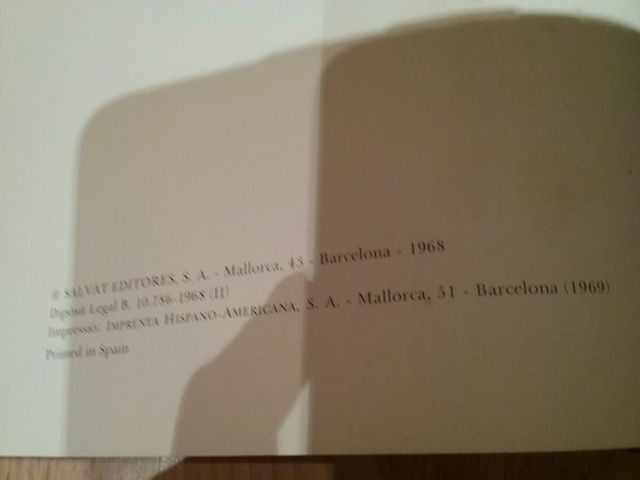 © SALVAT EDITORES, S. A. - Mallorca, 43 - Barcelona - 1968
Dipòsit Legal B. 10.786-1968 (II)
Impressió: IMPRENTA HISPANO-AMERICANA, S. A. - Mallorca, 51 - Barcelona (1969)
Printed in Spain